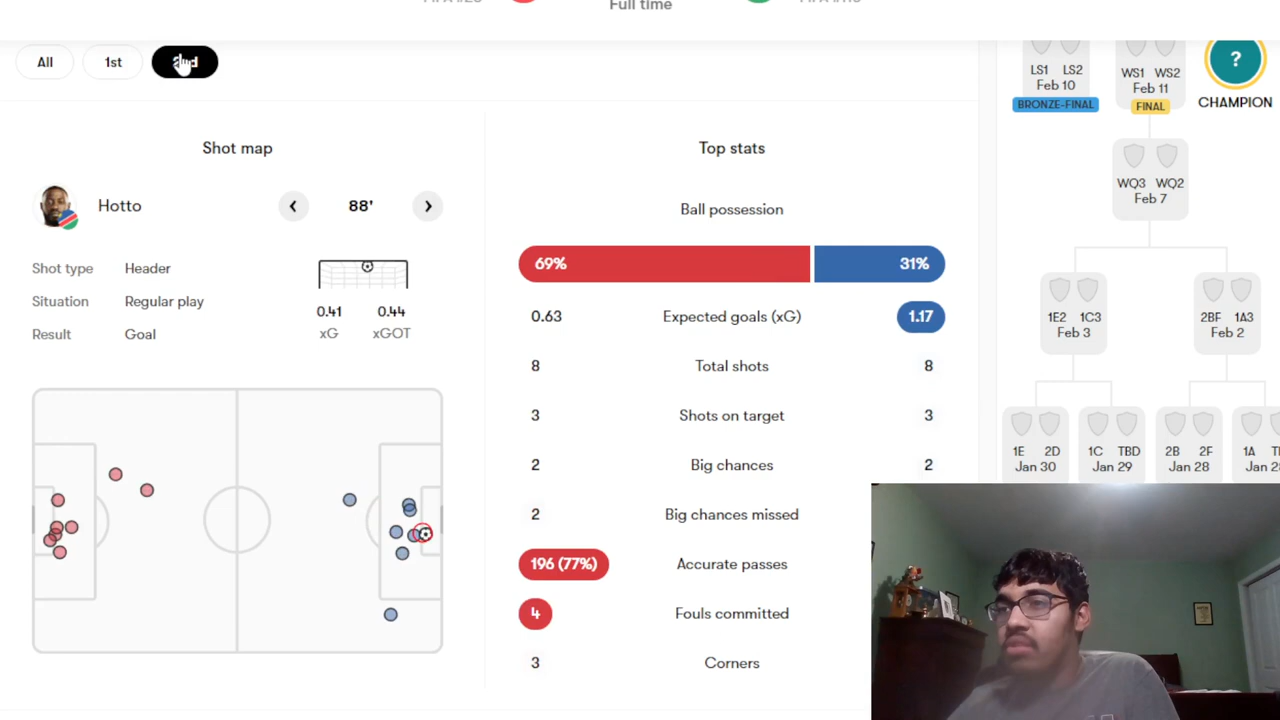 Full time
All
1st
LS1 LS2
Feb 10
BRONZE-FINAL
WS1 WS2
Feb 11
FINAL
?
CHAMPION
Shot map
Hotto
88'
Shot type Header
Situation Regular play
Result Goal
0.41 0.44
xG xGOT
Top stats
Ball possession
69% 31%
0.63 Expected goals (xG) 1.17
8 Total shots 8
3 Shots on target 3
2 Big chances 2
2 Big chances missed
196 (77%) Accurate passes
4 Fouls committed
3 Corners
WQ3 WQ2
Feb 7
1E2 1C3
Feb 3
2BF 1A3
Feb 2
1E 2D
Jan 30
1C TBD
Jan 29
2B 2F
Jan 28
1A